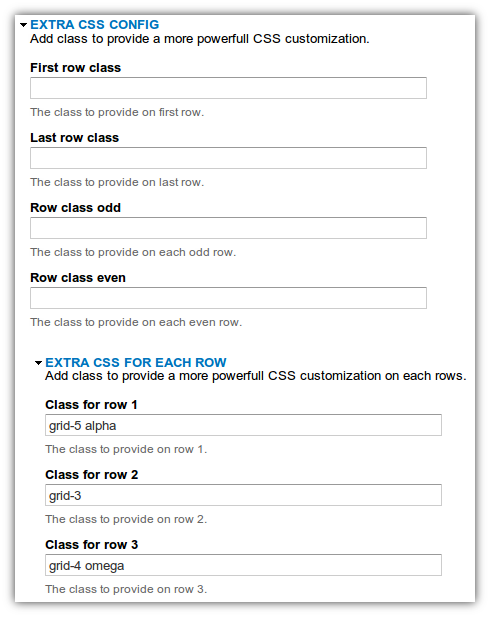 EXTRA CSS CONFIG
Add class to provide a more powerfull CSS customization.
First row class
The class to provide on first row.
Last row class
The class to provide on last row.
Row class odd
The class to provide on each odd row.
Row class even
The class to provide on each even row.
EXTRA CSS FOR EACH ROW
Add class to provide a more powerfull CSS customization on each rows.
Class for row 1
grid-5 alpha
The class to provide on row 1.
Class for row 2
grid-3
The class to provide on row 2.
Class for row 3
grid-4 omega
The class to provide on row 3.